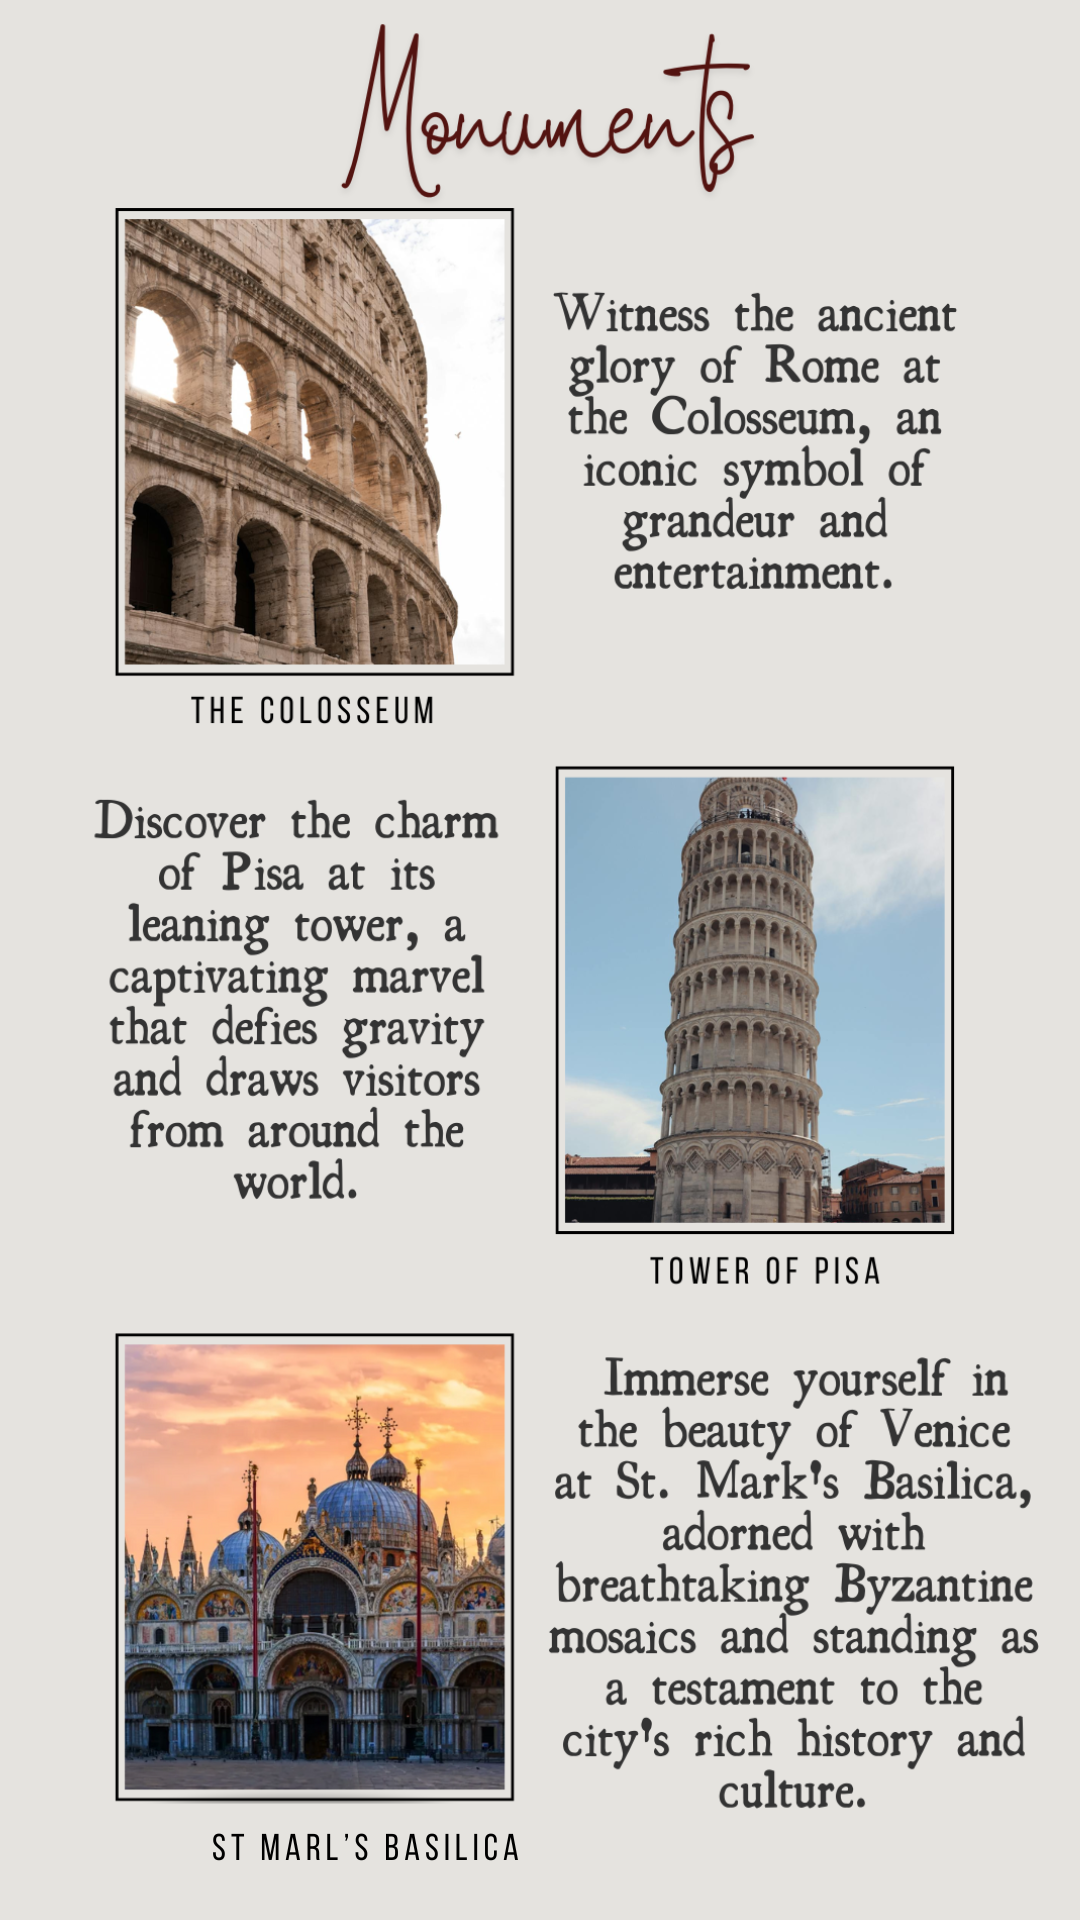 Monuments
Witness the ancient
glory of Rome at
the Colosseum, an
iconic symbol of
grandeur and
entertainment.
THE COLOSSEUM
Discover the charm
of Pisa at its
leaning tower, a
captivating marvel
that defies gravity
and draws visitors
from around the
world.
TOWER OF PISA
Immerse yourself in
the beauty of Venice
at St. Mark's Basilica,
adorned with
breathtaking Byzantine
mosaics and standing as
a testament to the
city's rich history and
culture.
ST MARL'S BASILICA